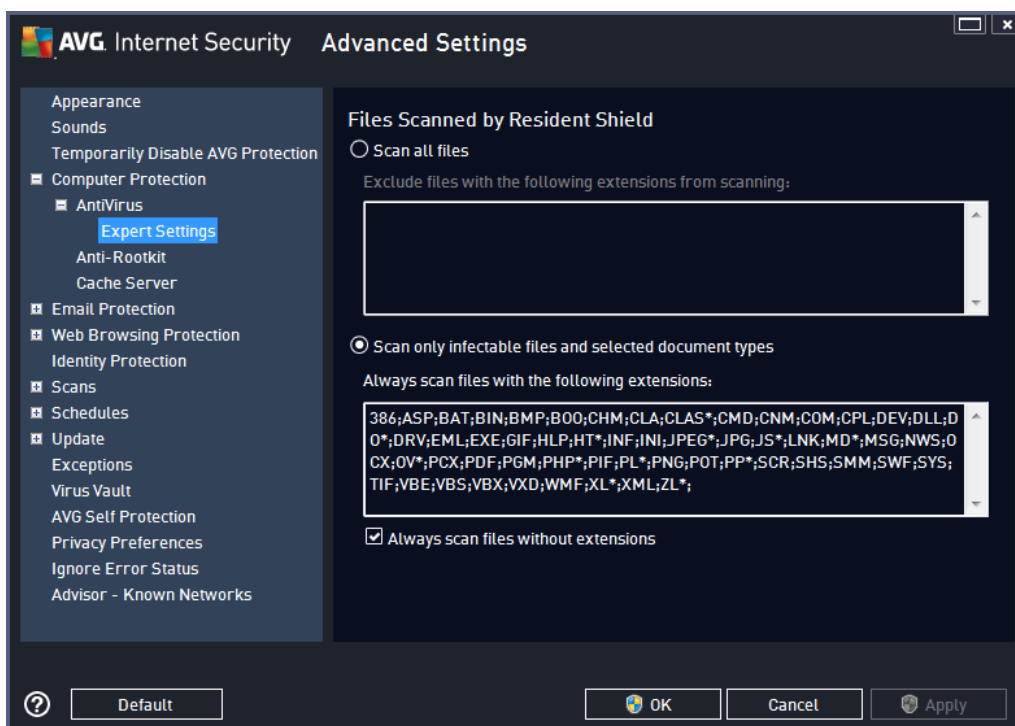 AVG. Internet Security Advanced Settings
Appearance
Sounds
Temporarily Disable AVG Protection
Computer Protection
AntiVirus
Expert Settings
Anti-Rootkit
Cache Server
Email Protection
Web Browsing Protection
Identity Protection
Scans
Schedules
Update
Exceptions
Virus Vault
AVG Self Protection
Privacy Preferences
Ignore Error Status
Advisor - Known Networks
Files Scanned by Resident Shield
Scan all files
Exclude files with the following extensions from scanning:
Scan only infectable files and selected document types
Always scan files with the following extensions:
386;ASP;BAT;BIN;BMP;BOO;CHM;CLA;CLAS*;CMD;CNM;COM;CPL;DEV;DLL;D
O*;DRV;EML;EXE;GIF;HLP;HT*;INF;INI;JPEG*;JPG;JS*;LNK;MD*;MSG;NWS;O
CX;OV*;PCX;PDF;PGM;PHP*;PIF;PL*;PNG;POT;PP*;SCR;SHS;SMM;SWF;SYS;
TIF;VBE;VBS;VBX;VXD;WMF;XL*;XML;ZL*;
Always scan files without extensions
? Default OK Cancel Apply